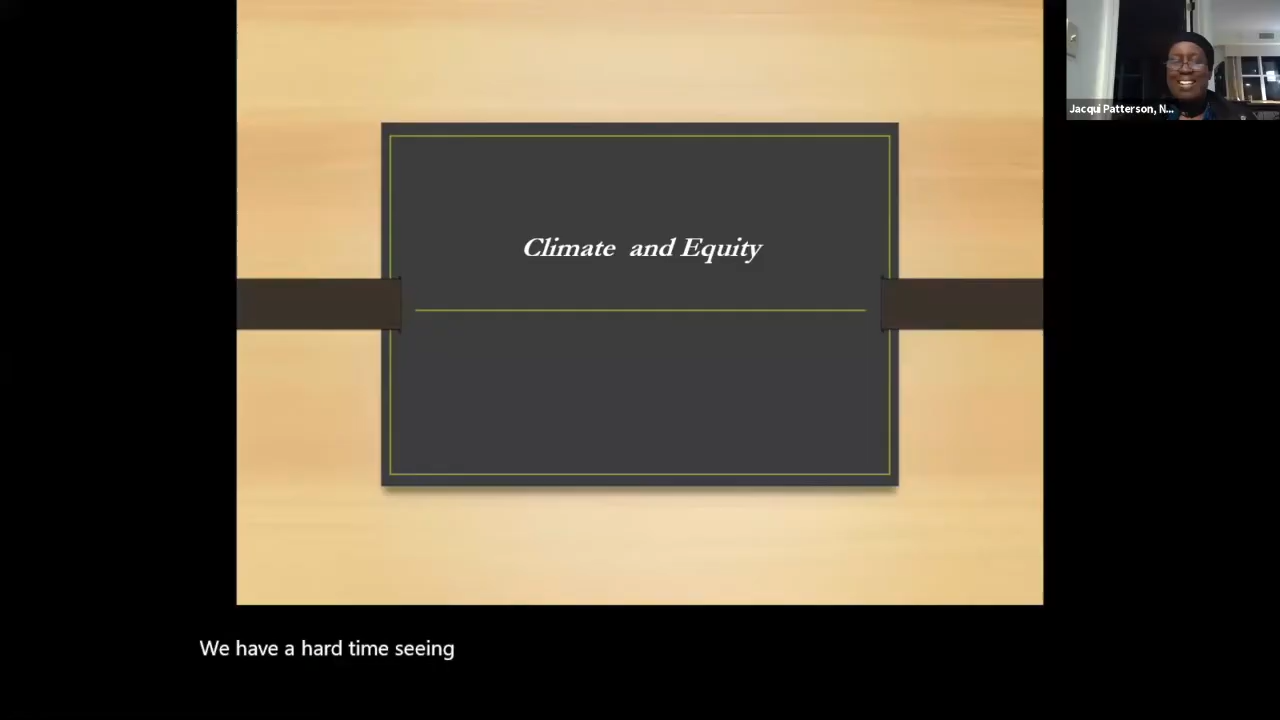 Jacqui Patterson, N...
Climate and Equity
We have a hard time seeing